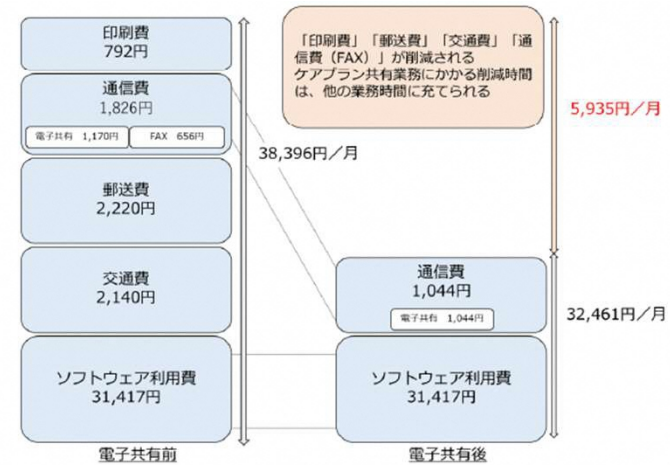 印刷費
792円
通信費
1,826円
電子共有 1,170円
FAX 656円
郵送費
2,220円
交通費
2,140円
ソフトウェア利用費
31,417円
電子共有前
38,396円／月
「印刷費」「郵送費」「交通費」「通
信費（FAX）」が削減される
ケアプラン共有業務にかかる削減時間
は、他の業務時間に充てられる
5,935円／月
通信費
1,044円
電子共有 1,044円
ソフトウェア利用費
31,417円
電子共有後
32,461円／月